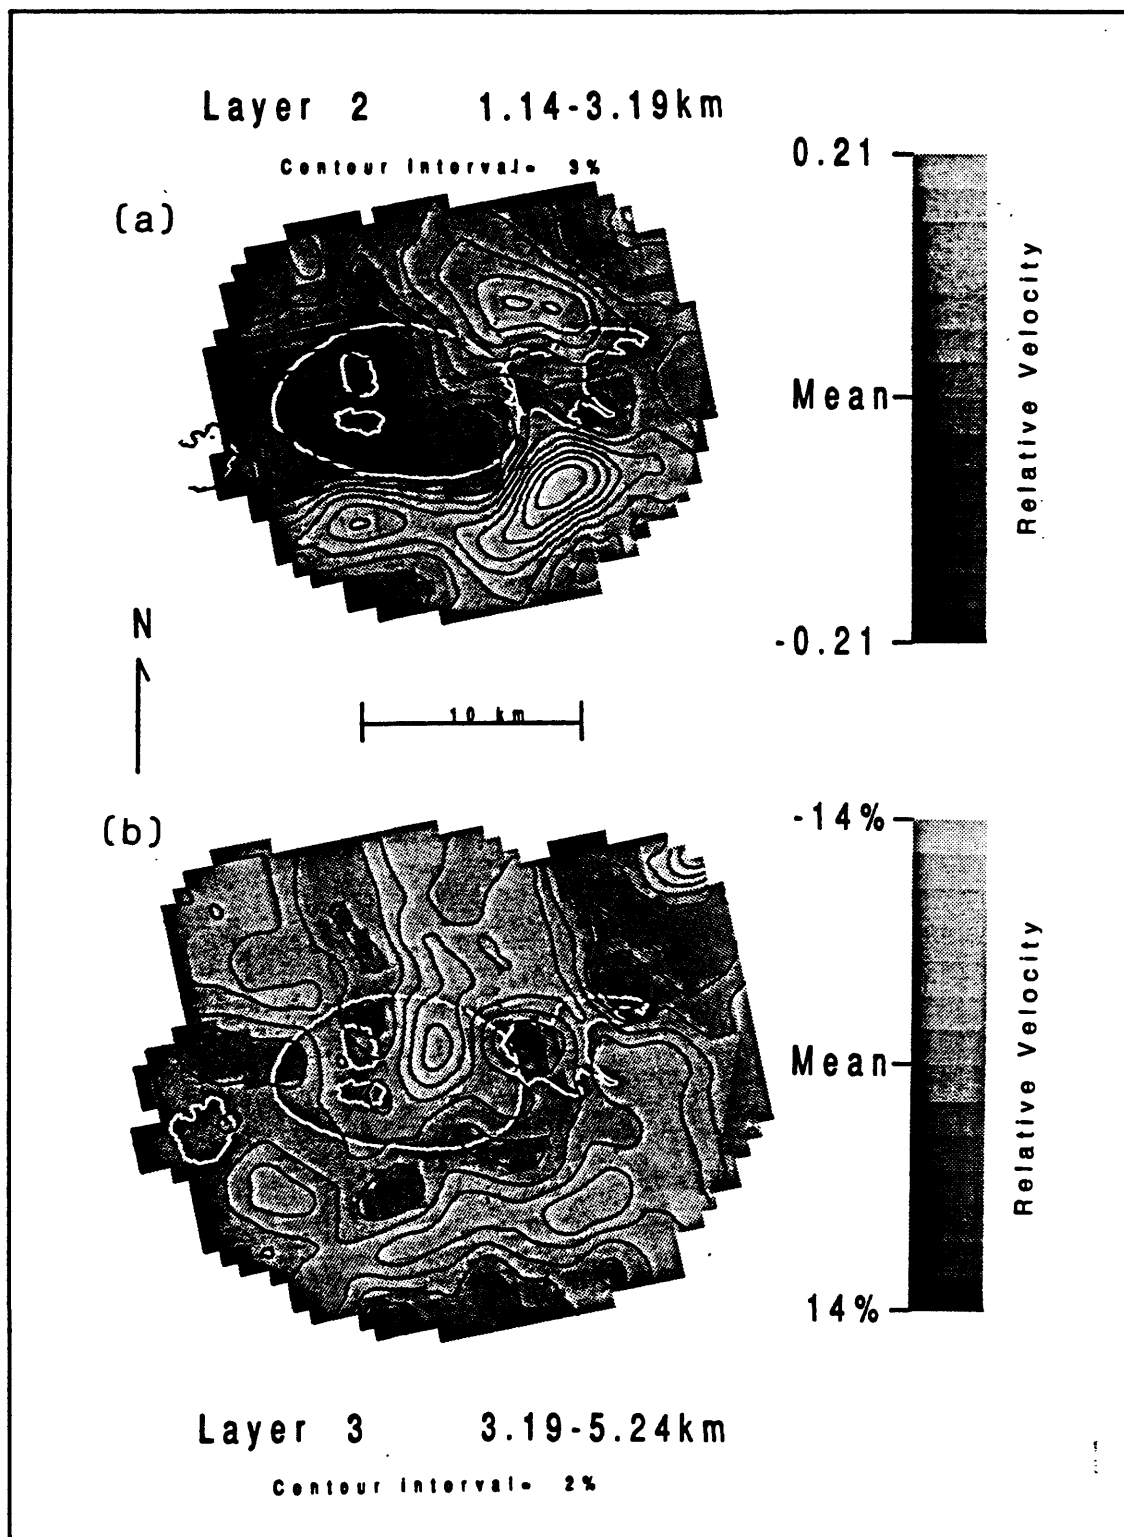 Layer 2 1.14-3.19km
Contour Interval= 3%
(a)
0.21
Mean
-0.21
Relative Velocity
N
10 km
(b)
-14%
Mean
14%
Relative Velocity
Layer 3 3.19-5.24km
Contour Interval= 2%